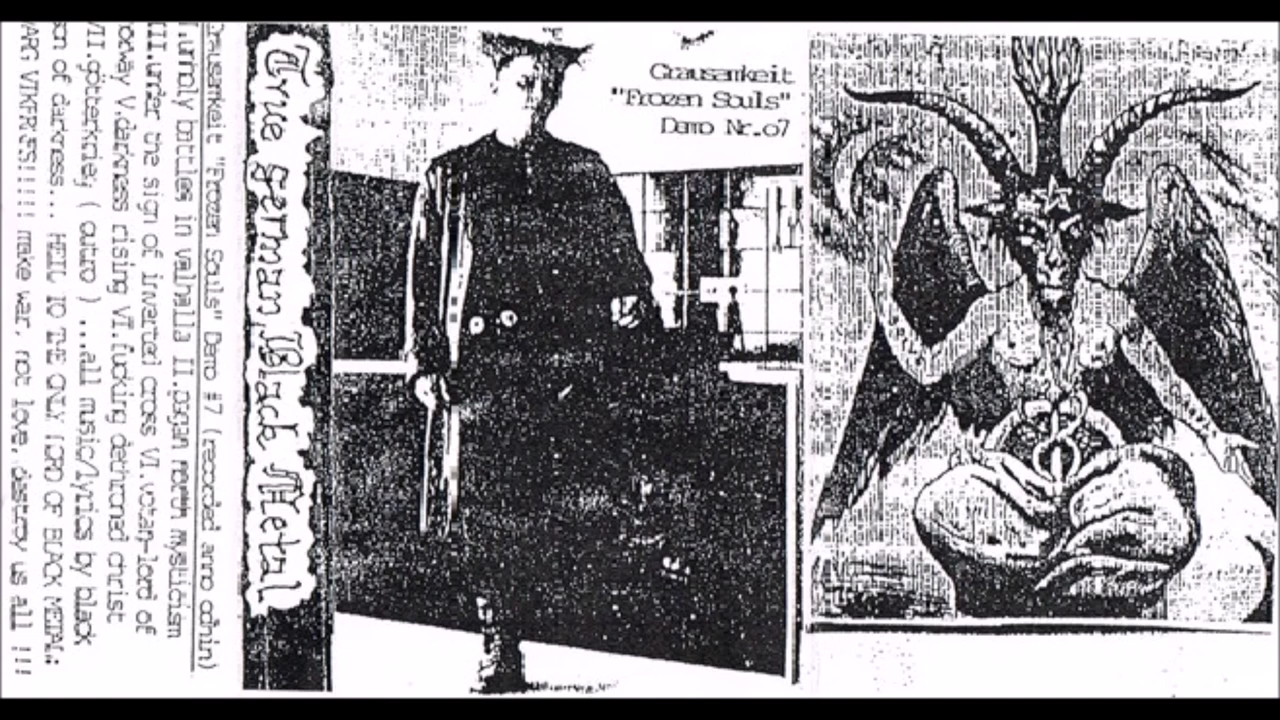 Grausamkeit "Frozen Souls" Demo #7 (recorded anno odnin)
I.unholy battles in valhalla II.pagan north mysticism
III.under the sign of inverted cross VI.wotan-lord of
norway V.darkness rising VI.fucking dethroned christ
VII.götterknie; ( outro ) ...all music/lyrics by black
son of darkness... HEIL TO THE ONLY LORD OF BLACK METAL:
VARG VIKERNES!!!!! make war, not love, destroy us all !!!
True german Black Metal
Grausamkeit
"Frozen Souls"
Demo Nr.o7